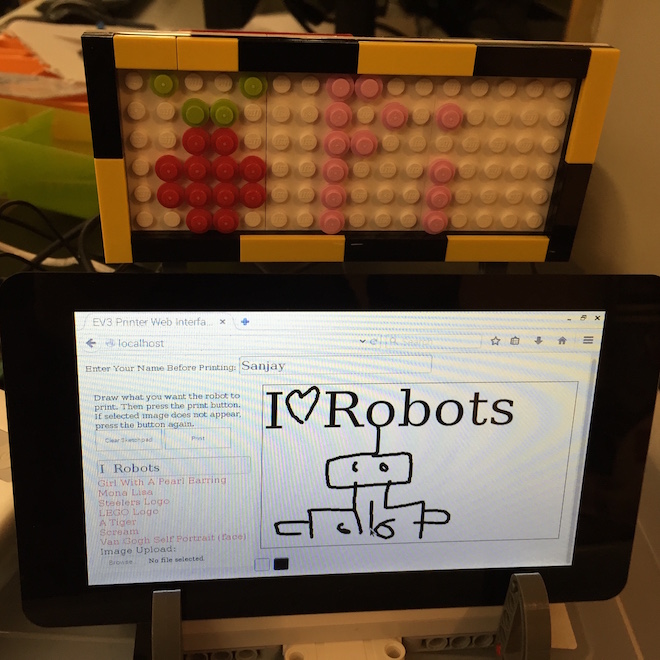 EV3 Printer Web Interfa...
localhost
Enter Your Name Before Printing: Sanjay
Draw what you want the robot to
print. Then press the print button.
If selected image does not appear,
press the button again.
Clear Sketchpad Print
I Robots
Girl With A Pearl Earring
Mona Lisa
Steelers Logo
LEGO Logo
A Tiger
Scream
Van Gogh Self Portrait (face)
Image Upload:
Browse... No file selected.
I♡Robots